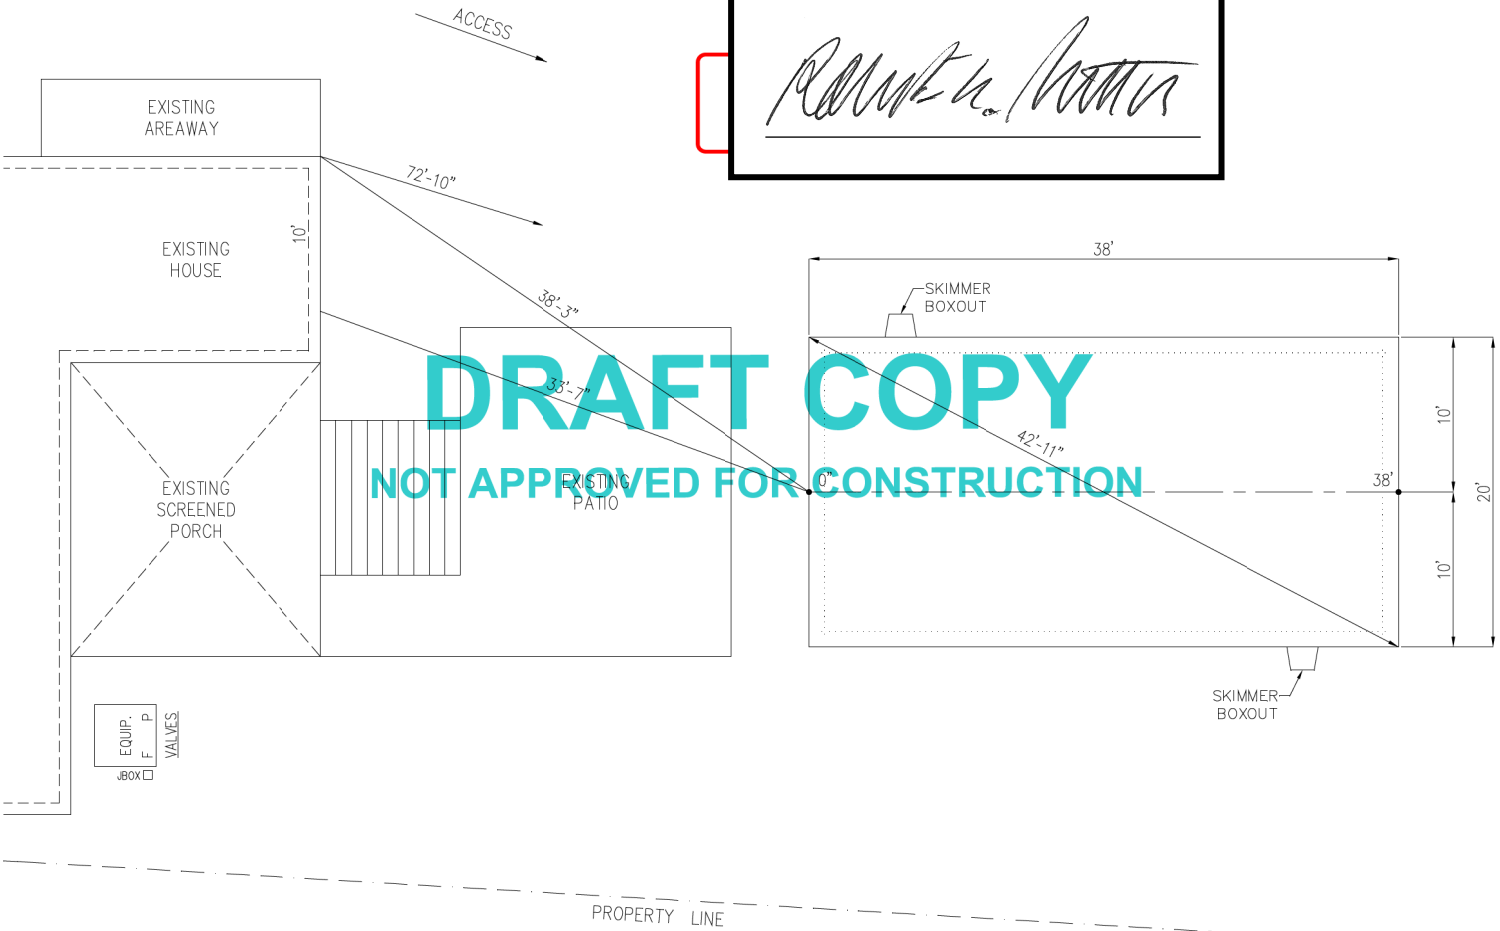 ACCESS
EXISTING
AREAWAY
72'-10"
10'
EXISTING
HOUSE
38'-3"
33'-7"
38'
SKIMMER
BOXOUT
DRAFT COPY
NOT APPROVED FOR CONSTRUCTION
EXISTING
PATIO
0"
42'-11"
38'
10'
20'
10'
EXISTING
SCREENED
PORCH
SKIMMER
BOXOUT
EQUIP.
F P
VALVES
JBOX
PROPERTY LINE